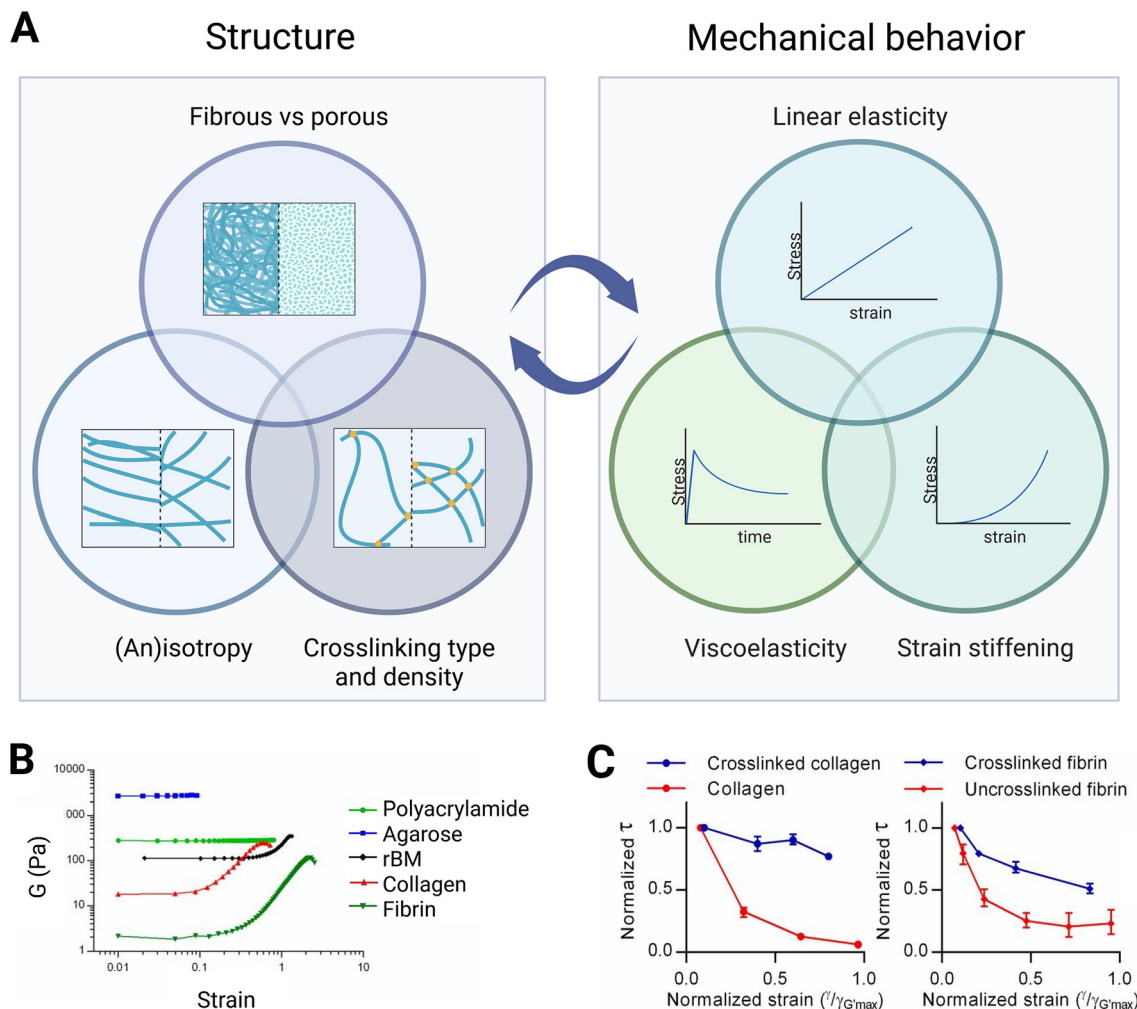 A
Structure
Mechanical behavior
Fibrous vs porous
(An)isotropy
Crosslinking type
and density
Linear elasticity
Stress
strain
Stress
time
Stress
strain
Viscoelasticity
Strain stiffening
B
G (Pa)
10000
000
100
10
1
0.01
0.1
1
10
Strain
Polyacrylamide
Agarose
rBM
Collagen
Fibrin
C
Crosslinked collagen
Collagen
Normalized τ
1.0
0.5
0.0
0.0
0.5
1.0
Normalized strain (γ/γG'max)
Crosslinked fibrin
Uncrosslinked fibrin
Normalized τ
1.0
0.5
0.0
0.0
0.5
1.0
Normalized strain (γ/γG'max)